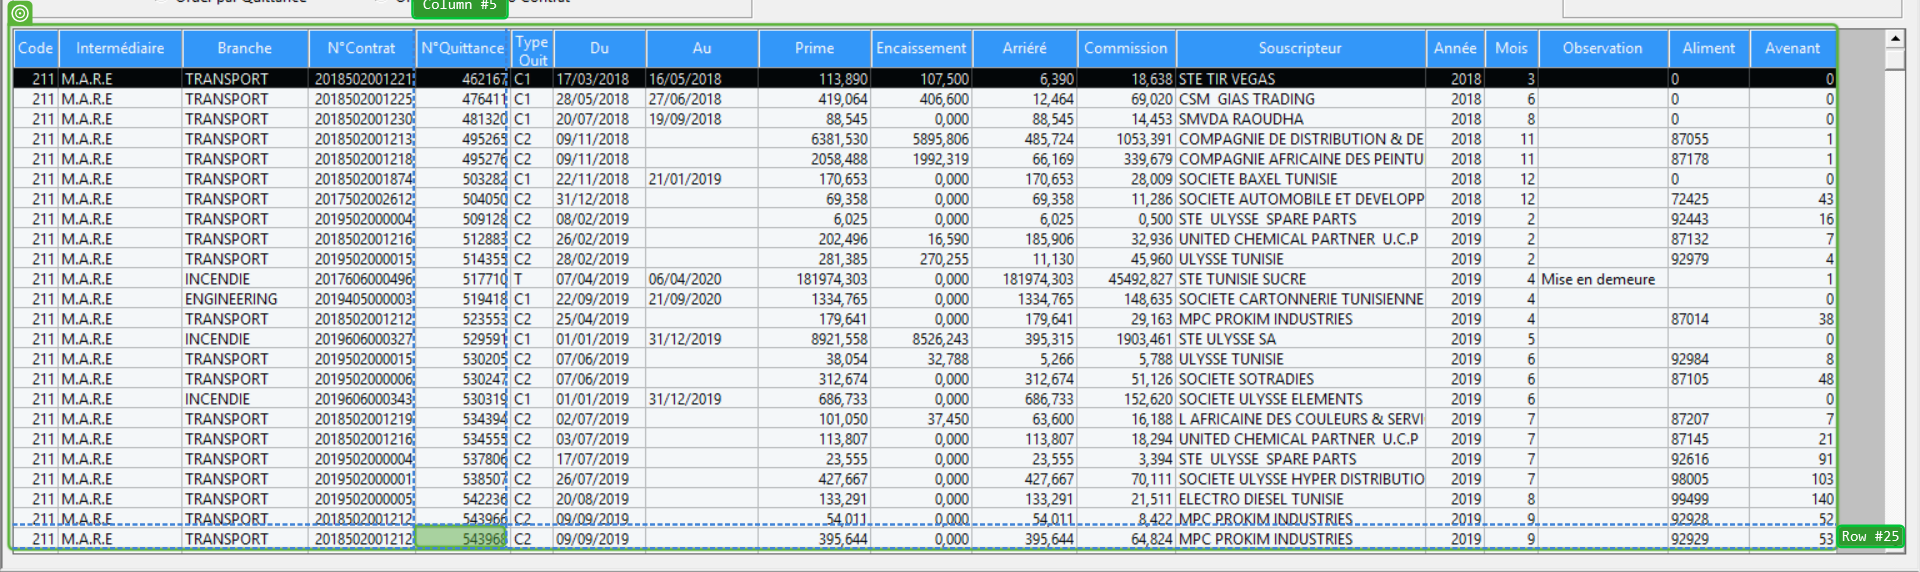 Column #5
Code Intermédiaire Branche N°Contrat N°Quittance Type Quit Du Au Prime Encaissement Arriéré Commission Souscripteur Année Mois Observation Aliment Avenant
211 M.A.R.E TRANSPORT 2018502001221 462167 C1 17/03/2018 16/05/2018 113,890 107,500 6,390 18,638 STE TIR VEGAS 2018 3 0 0
211 M.A.R.E TRANSPORT 2018502001225 476411 C1 28/05/2018 27/06/2018 419,064 406,600 12,464 69,020 CSM GIAS TRADING 2018 6 0 0
211 M.A.R.E TRANSPORT 2018502001230 481320 C1 20/07/2018 19/09/2018 88,545 0,000 88,545 14,453 SMVDA RAOUDHA 2018 8 0 0
211 M.A.R.E TRANSPORT 2018502001213 495265 C2 09/11/2018 6381,530 5895,806 485,724 1053,391 COMPAGNIE DE DISTRIBUTION & DE 2018 11 87055 1
211 M.A.R.E TRANSPORT 2018502001218 495276 C2 09/11/2018 2058,488 1992,319 66,169 339,679 COMPAGNIE AFRICAINE DES PEINTU 2018 11 87178 1
211 M.A.R.E TRANSPORT 2018502001874 503282 C1 22/11/2018 21/01/2019 170,653 0,000 170,653 28,009 SOCIETE BAXEL TUNISIE 2018 12 0 0
211 M.A.R.E TRANSPORT 2017502002612 504050 C2 31/12/2018 69,358 0,000 69,358 11,286 SOCIETE AUTOMOBILE ET DEVELOPP 2018 12 72425 43
211 M.A.R.E TRANSPORT 2019502000004 509128 C2 08/02/2019 6,025 0,000 6,025 0,500 STE ULYSSE SPARE PARTS 2019 2 92443 16
211 M.A.R.E TRANSPORT 2018502001216 512883 C2 26/02/2019 202,496 16,590 185,906 32,936 UNITED CHEMICAL PARTNER U.C.P 2019 2 87132 7
211 M.A.R.E TRANSPORT 2019502000015 514355 C2 28/02/2019 281,385 270,255 11,130 45,960 ULYSSE TUNISIE 2019 2 92979 4
211 M.A.R.E INCENDIE 2017606000496 517710 T 07/04/2019 06/04/2020 181974,303 0,000 181974,303 45492,827 STE TUNISIE SUCRE 2019 4 Mise en demeure 1
211 M.A.R.E ENGINEERING 2019405000003 519418 C1 22/09/2019 21/09/2020 1334,765 0,000 1334,765 148,635 SOCIETE CARTONNERIE TUNISIENNE 2019 4 0
211 M.A.R.E TRANSPORT 2018502001212 523553 C2 25/04/2019 179,641 0,000 179,641 29,163 MPC PROKIM INDUSTRIES 2019 4 87014 38
211 M.A.R.E INCENDIE 2019606000327 529591 C1 01/01/2019 31/12/2019 8921,558 8526,243 395,315 1903,461 STE ULYSSE SA 2019 5 0
211 M.A.R.E TRANSPORT 2019502000015 530205 C2 07/06/2019 38,054 32,788 5,266 5,788 ULYSSE TUNISIE 2019 6 92984 8
211 M.A.R.E TRANSPORT 2019502000006 530247 C2 07/06/2019 312,674 0,000 312,674 51,126 SOCIETE SOTRADIES 2019 6 87105 48
211 M.A.R.E INCENDIE 2019606000343 530319 C1 01/01/2019 31/12/2019 686,733 0,000 686,733 152,620 SOCIETE ULYSSE ELEMENTS 2019 6 0
211 M.A.R.E TRANSPORT 2018502001219 534394 C2 02/07/2019 101,050 37,450 63,600 16,188 L AFRICAINE DES COULEURS & SERVI 2019 7 87207 7
211 M.A.R.E TRANSPORT 2018502001216 534555 C2 03/07/2019 113,807 0,000 113,807 18,294 UNITED CHEMICAL PARTNER U.C.P 2019 7 87145 21
211 M.A.R.E TRANSPORT 2019502000004 537806 C2 17/07/2019 23,555 0,000 23,555 3,394 STE ULYSSE SPARE PARTS 2019 7 92616 91
211 M.A.R.E TRANSPORT 2019502000001 538507 C2 26/07/2019 427,667 0,000 427,667 70,111 SOCIETE ULYSSE HYPER DISTRIBUTIO 2019 7 98005 103
211 M.A.R.E TRANSPORT 2019502000005 542236 C2 20/08/2019 133,291 0,000 133,291 21,511 ELECTRO DIESEL TUNISIE 2019 8 99499 140
211 M.A.R.E TRANSPORT 2018502001212 543966 C2 09/09/2019 54,011 0,000 54,011 8,422 MPC PROKIM INDUSTRIES 2019 9 92928 52
211 M.A.R.E TRANSPORT 2018502001212 543968 C2 09/09/2019 395,644 0,000 395,644 64,824 MPC PROKIM INDUSTRIES 2019 9 92929 53
Row #25